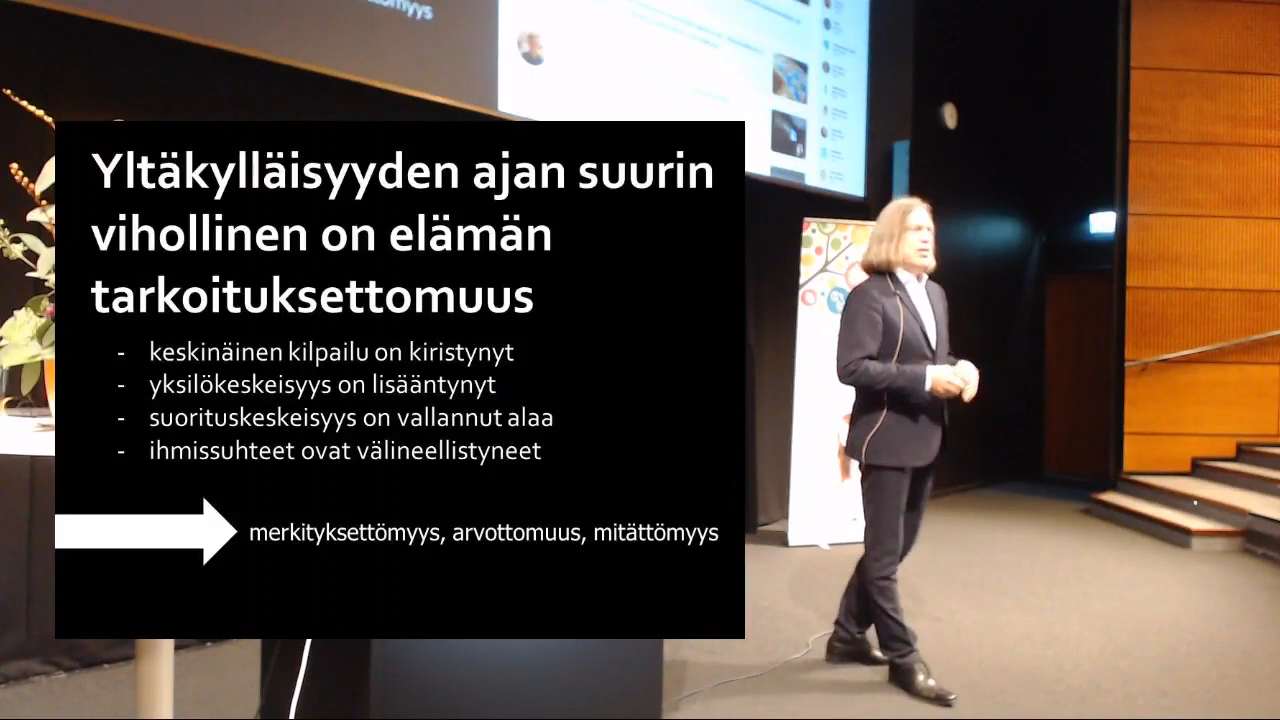 Yltäkylläisyyden ajan suurin
vihollinen on elämän
tarkoituksettomuus
- keskinäinen kilpailu on kiristynyt
- yksilökeskeisyys on lisääntynyt
- suorituskeskeisyys on vallannut alaa
- ihmissuhteet ovat välineellistyneet
merkityksettömyys, arvottomuus, mitättömyys